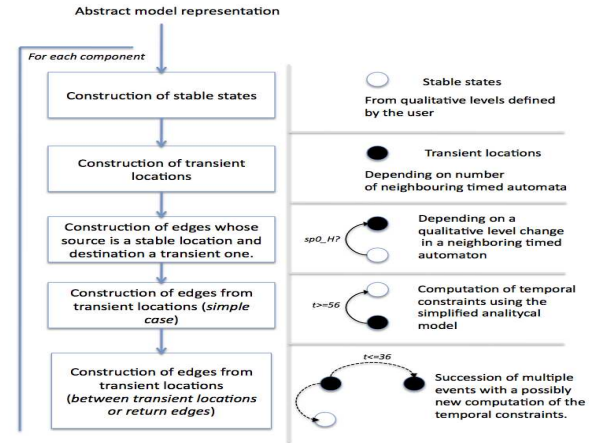 Abstract model representation
For each component
Construction of stable states
Stable states
From qualitative levels defined
by the user
Construction of transient
locations
Transient locations
Depending on number
of neighbouring timed automata
Construction of edges whose
source is a stable location and
destination a transient one.
sp0_H?
Depending on a
qualitative level change
in a neighboring timed
automaton
Construction of edges from
transient locations (simple
case)
t>=56
Computation of temporal
constraints using the
simplified analitycal
model
Construction of edges from
transient locations
(between transient locations
or return edges)
t<=36
Succession of multiple
events with a possibly
new computation of the
temporal constraints.